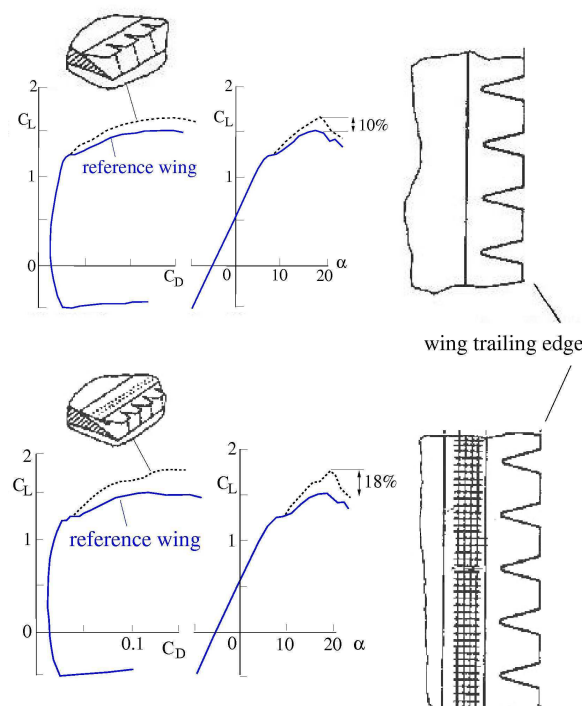 2
C_L
10%
reference wing
1
0
C_D
2
C_L
1
0
10
20
α
wing trailing edge
2
C_L
18%
reference wing
1
0
0.1
C_D
2
C_L
1
0
0
10
20
α